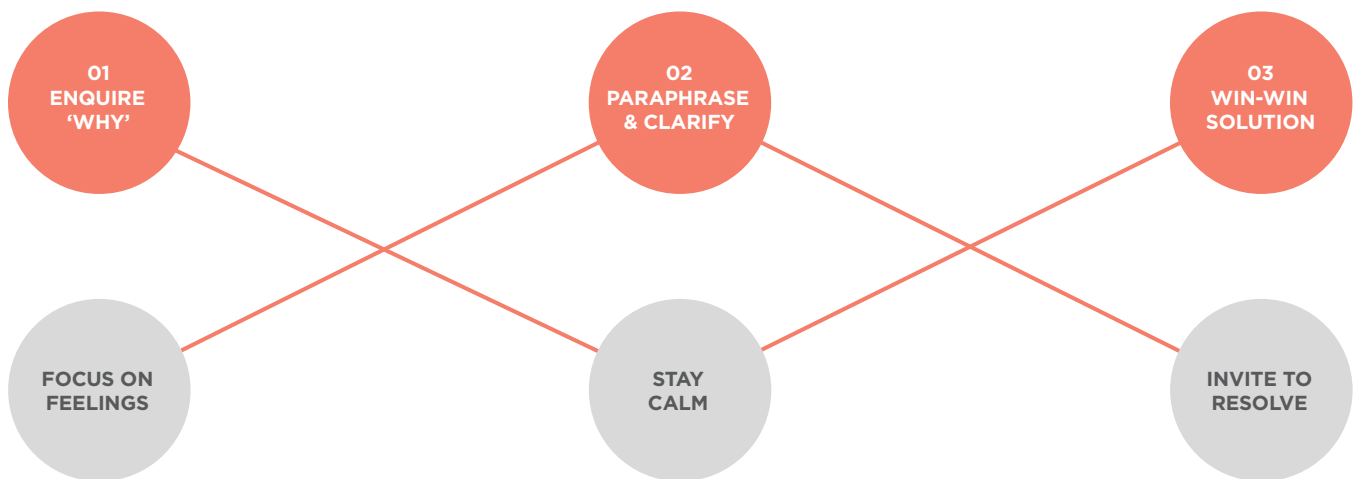 01
ENQUIRE
‘WHY’
02
PARAPHRASE
& CLARIFY
03
WIN-WIN
SOLUTION
FOCUS ON
FEELINGS
STAY
CALM
INVITE TO
RESOLVE